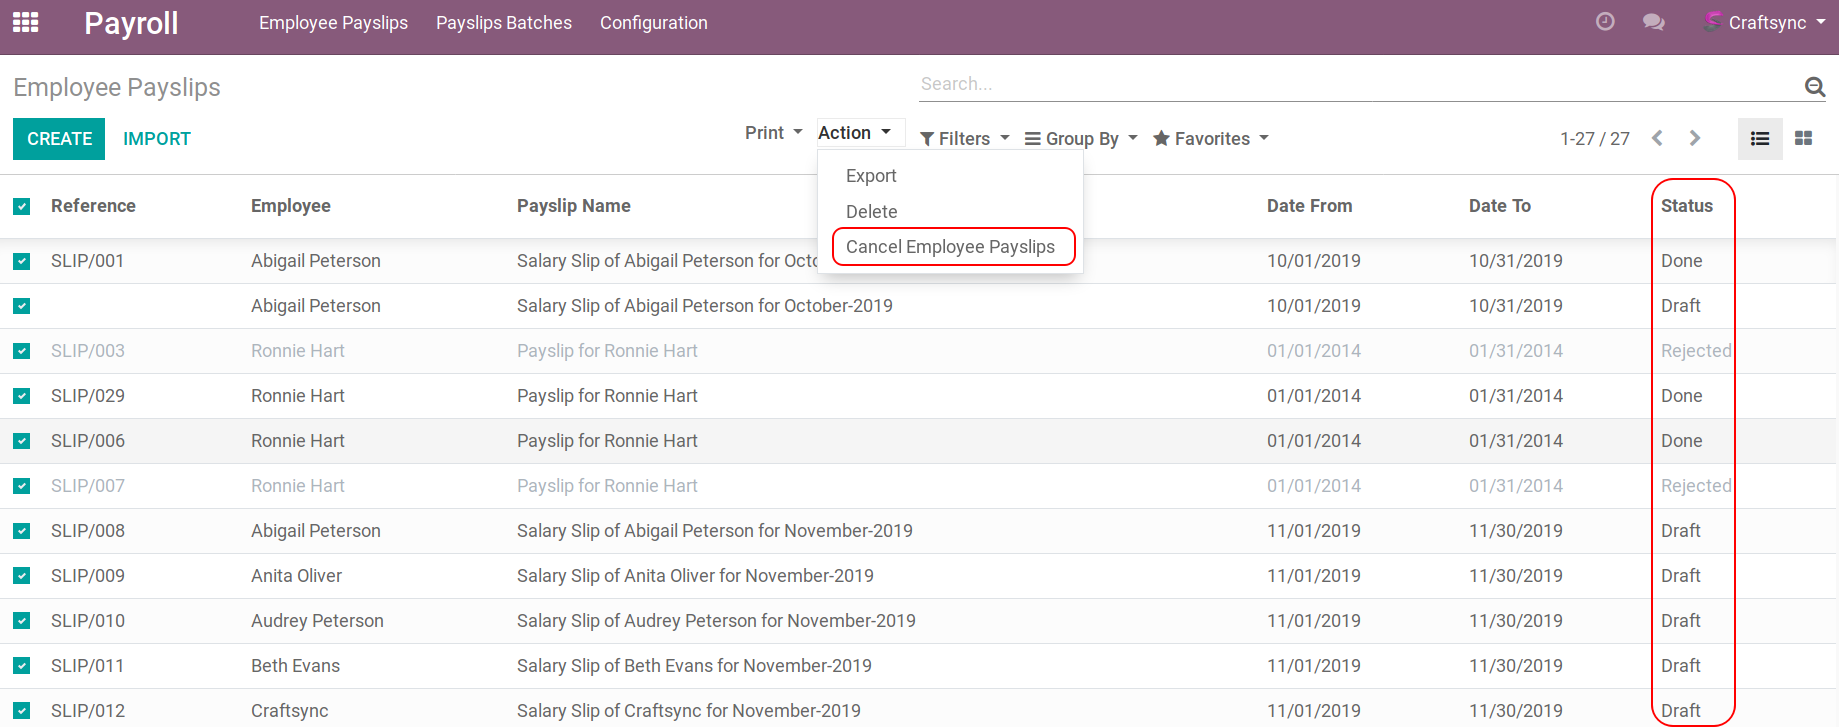 Payroll Employee Payslips Payslips Batches Configuration Craftsync
Employee Payslips Search...
CREATE IMPORT Print Action Filters Group By Favorites 1-27 / 27
Export
Delete
Cancel Employee Payslips
Reference Employee Payslip Name Date From Date To Status
SLIP/001 Abigail Peterson Salary Slip of Abigail Peterson for Octo 10/01/2019 10/31/2019 Done
Abigail Peterson Salary Slip of Abigail Peterson for October-2019 10/01/2019 10/31/2019 Draft
SLIP/003 Ronnie Hart Payslip for Ronnie Hart 01/01/2014 01/31/2014 Rejected
SLIP/029 Ronnie Hart Payslip for Ronnie Hart 01/01/2014 01/31/2014 Done
SLIP/006 Ronnie Hart Payslip for Ronnie Hart 01/01/2014 01/31/2014 Done
SLIP/007 Ronnie Hart Payslip for Ronnie Hart 01/01/2014 01/31/2014 Rejected
SLIP/008 Abigail Peterson Salary Slip of Abigail Peterson for November-2019 11/01/2019 11/30/2019 Draft
SLIP/009 Anita Oliver Salary Slip of Anita Oliver for November-2019 11/01/2019 11/30/2019 Draft
SLIP/010 Audrey Peterson Salary Slip of Audrey Peterson for November-2019 11/01/2019 11/30/2019 Draft
SLIP/011 Beth Evans Salary Slip of Beth Evans for November-2019 11/01/2019 11/30/2019 Draft
SLIP/012 Craftsync Salary Slip of Craftsync for November-2019 11/01/2019 11/30/2019 Draft